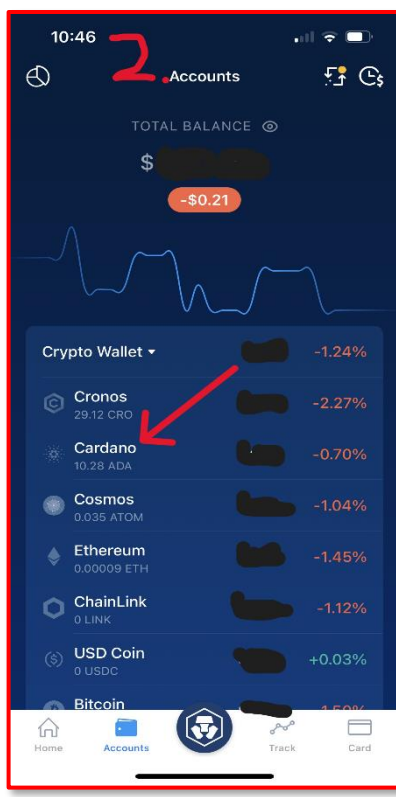 10:46
2.
Accounts
TOTAL BALANCE
$
-$0.21
Crypto Wallet
-1.24%
Cronos
-2.27%
29.12 CRO
Cardano
-0.70%
10.28 ADA
Cosmos
-1.04%
0.035 ATOM
Ethereum
-1.45%
0.00009 ETH
ChainLink
-1.12%
0 LINK
USD Coin
+0.03%
0 USDC
Bitcoin
-1.50%
Home
Accounts
Track
Card